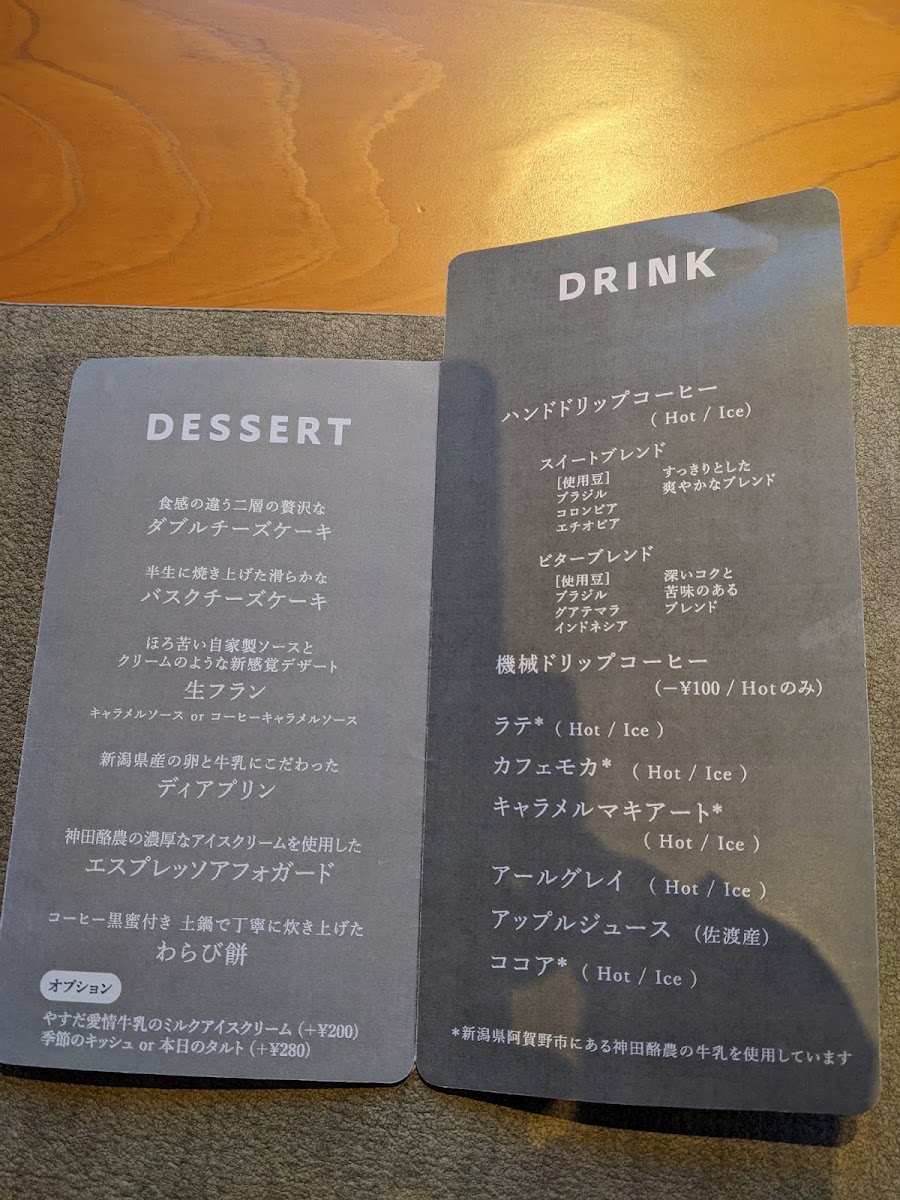 DESSERT
食感の違う二層の贅沢な
ダブルチーズケーキ
半生に焼き上げた滑らかな
バスクチーズケーキ
ほろ苦い自家製ソースと
クリームのような新感覚デザート
生フラン
キャラメルソース or コーヒーキャラメルソース
新潟県産の卵と牛乳にこだわった
ディアプリン
神田酪農の濃厚なアイスクリームを使用した
エスプレッソアフォガード
コーヒー黒蜜付き 土鍋で丁寧に炊き上げた
わらび餅
オプション
やすだ愛情牛乳のミルクアイスクリーム (+¥200)
季節のキッシュ or 本日のタルト (+¥280)
DRINK
ハンドドリップコーヒー
( Hot / Ice)
スイートブレンド
[使用豆]
ブラジル
コロンビア
エチオピア
すっきりとした
爽やかなブレンド
ビターブレンド
[使用豆]
ブラジル
グアテマラ
インドネシア
深いコクと
苦味のある
ブレンド
機械ドリップコーヒー
(−¥100 / Hotのみ)
ラテ* ( Hot / Ice )
カフェモカ* ( Hot / Ice )
キャラメルマキアート*
( Hot / Ice )
アールグレイ ( Hot / Ice )
アップルジュース (佐渡産)
ココア* ( Hot / Ice )
*新潟県阿賀野市にある神田酪農の牛乳を使用しています